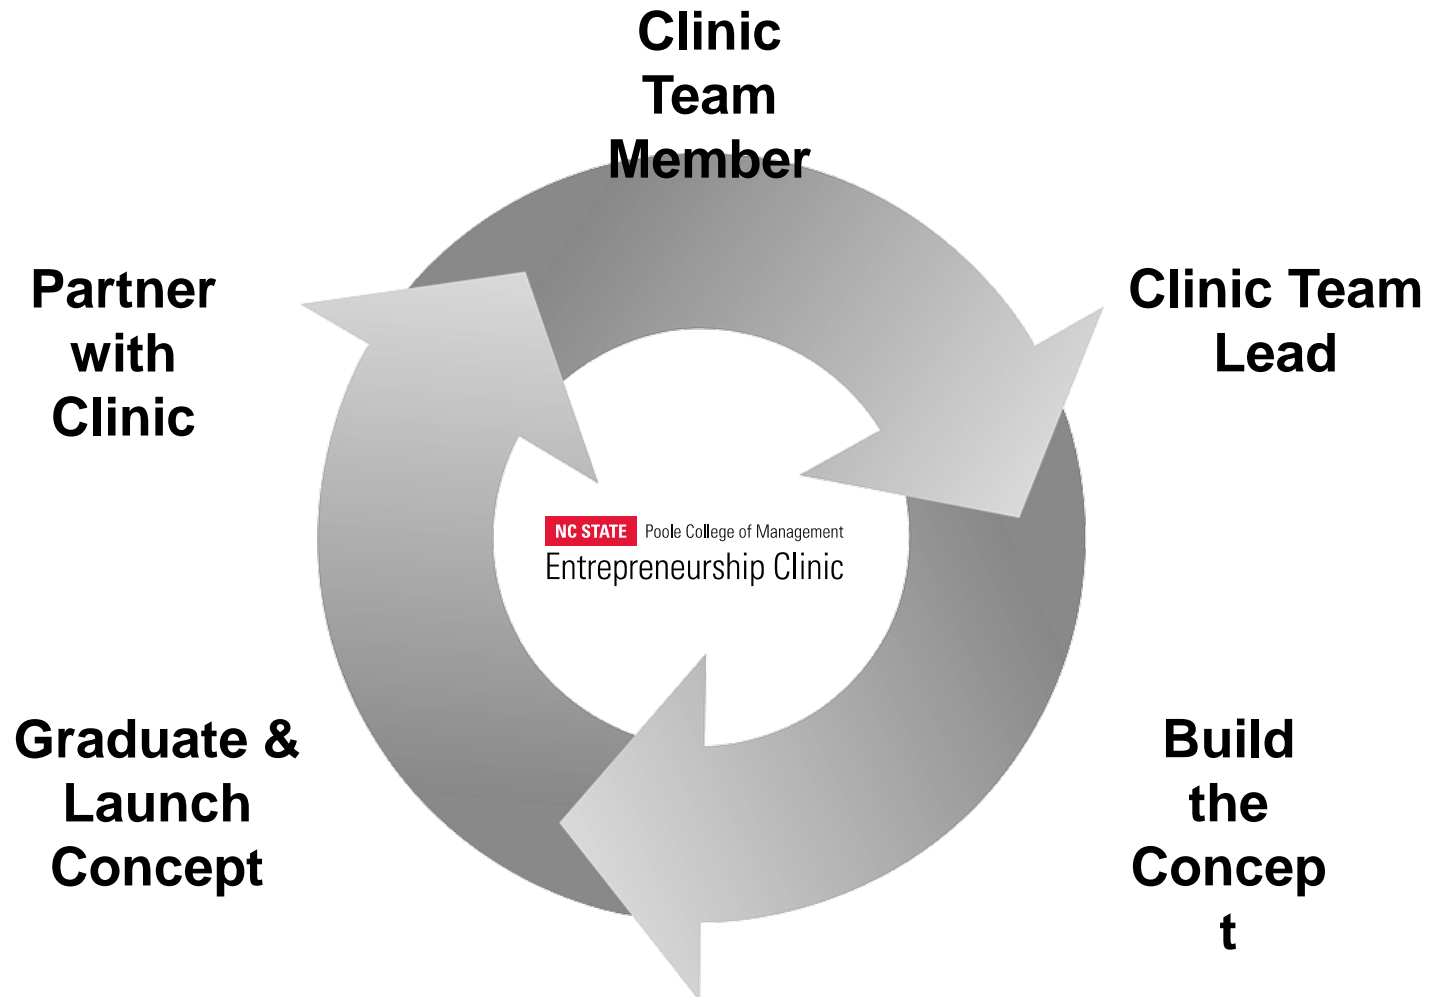 Clinic
Team
Member
Clinic Team
Lead
Partner
with
Clinic
NC STATE Poole College of Management
Entrepreneurship Clinic
Build
the
Concep
t
Graduate &
Launch
Concept